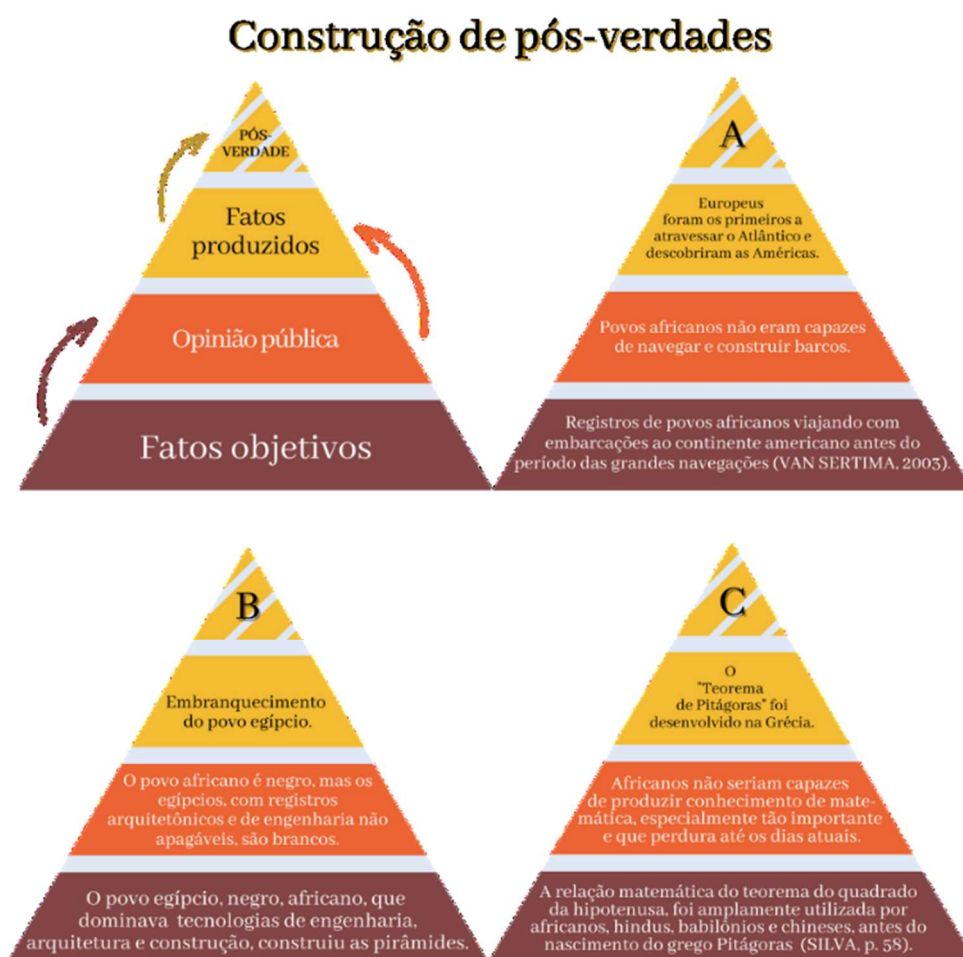 Construção de pós-verdades
PÓS-
VERDADE
Fatos
produzidos
Opinião pública
Fatos objetivos
A
Europeus
foram os primeiros a
atravessar o Atlântico e
descobriram as Américas.
Povos africanos não eram capazes
de navegar e construir barcos.
Registros de povos africanos viajando com
embarcações ao continente americano antes do
período das grandes navegações (VAN SERTIMA, 2003).
B
Embranquecimento
do povo egípcio.
O povo africano é negro, mas os
egípcios, com registros
arquitetônicos e de engenharia não
apagáveis, são brancos.
O povo egípcio, negro, africano, que
dominava tecnologias de engenharia,
arquitetura e construção, construiu as pirâmides.
C
O
"Teorema
de Pitágoras" foi
desenvolvido na Grécia.
Africanos não seriam capazes
de produzir conhecimento de mate-
mática, especialmente tão importante
e que perdura até os dias atuais.
A relação matemática do teorema do quadrado
da hipotenusa, foi amplamente utilizada por
africanos, hindus, babilônios e chineses, antes do
nascimento do grego Pitágoras (SILVA, p. 58).